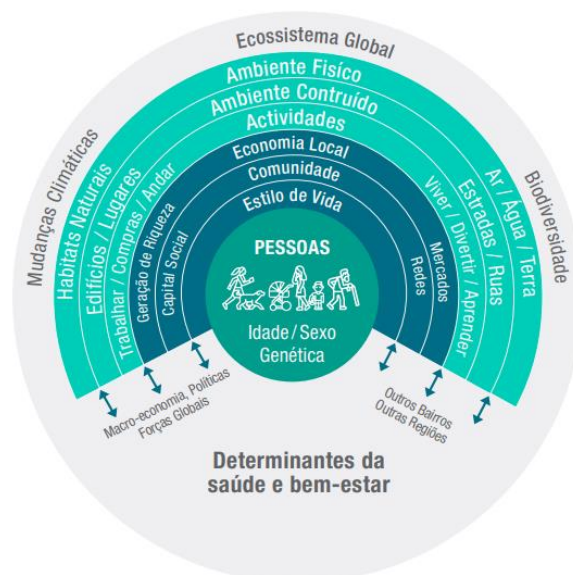 Ecossistema Global
Mudanças Climáticas
Biodiversidade
Ambiente Fisíco
Habitats Naturais
Ar / Água / Terra
Ambiente Contruído
Edifícios / Lugares
Estradas / Ruas
Actividades
Trabalhar / Compras / Andar
Viver / Divertir / Aprender
Economia Local
Geração de Riqueza
Mercados
Comunidade
Capital Social
Redes
Estilo de Vida
PESSOAS
Idade / Sexo
Genética
Macro-economia, Políticas
Forças Globais
Outros Bairros
Outras Regiões
Determinantes da
saúde e bem-estar